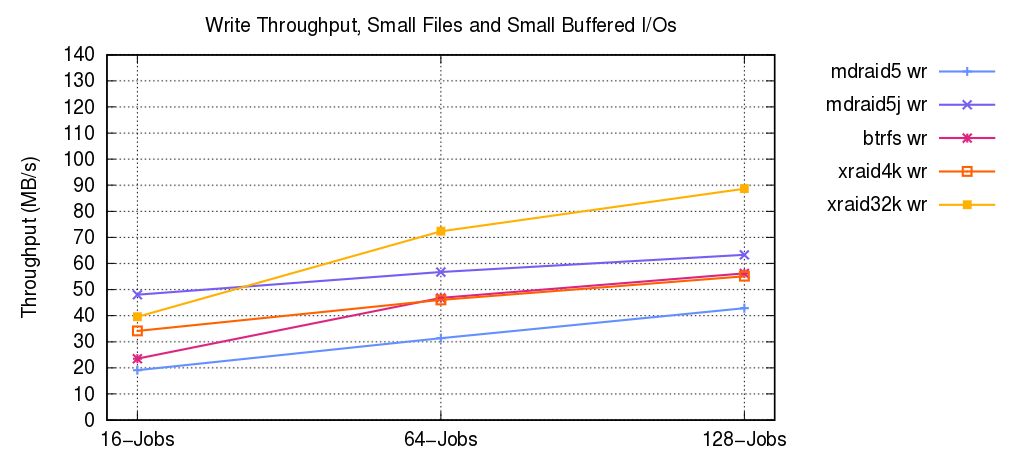 Write Throughput, Small Files and Small Buffered I/Os
140
130
120
110
100
90
80
70
60
50
40
30
20
10
0
Throughput (MB/s)
16−Jobs
64−Jobs
128−Jobs
mdraid5 wr
mdraid5j wr
btrfs wr
xraid4k wr
xraid32k wr